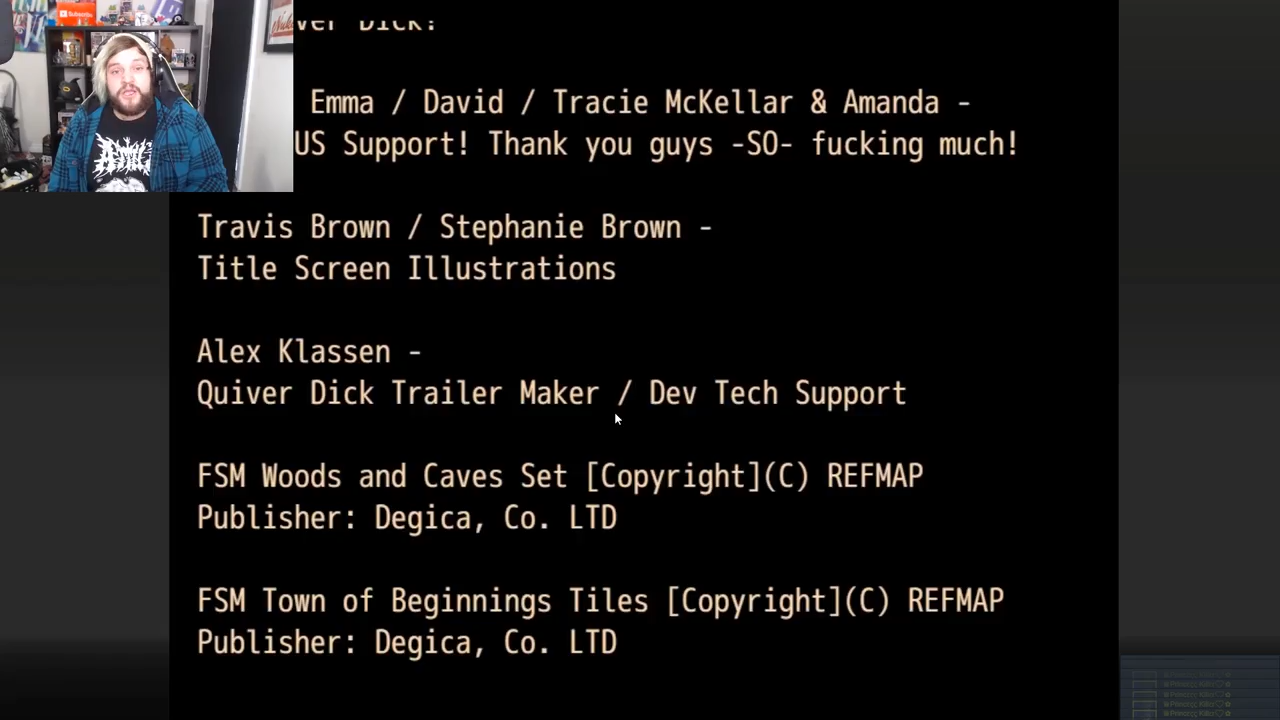 Dick!
Emma / David / Tracie McKellar & Amanda -
US Support! Thank you guys -SO- fucking much!
Travis Brown / Stephanie Brown -
Title Screen Illustrations
Alex Klassen -
Quiver Dick Trailer Maker / Dev Tech Support
FSM Woods and Caves Set [Copyright](C) REFMAP
Publisher: Degica, Co. LTD
FSM Town of Beginnings Tiles [Copyright](C) REFMAP
Publisher: Degica, Co. LTD